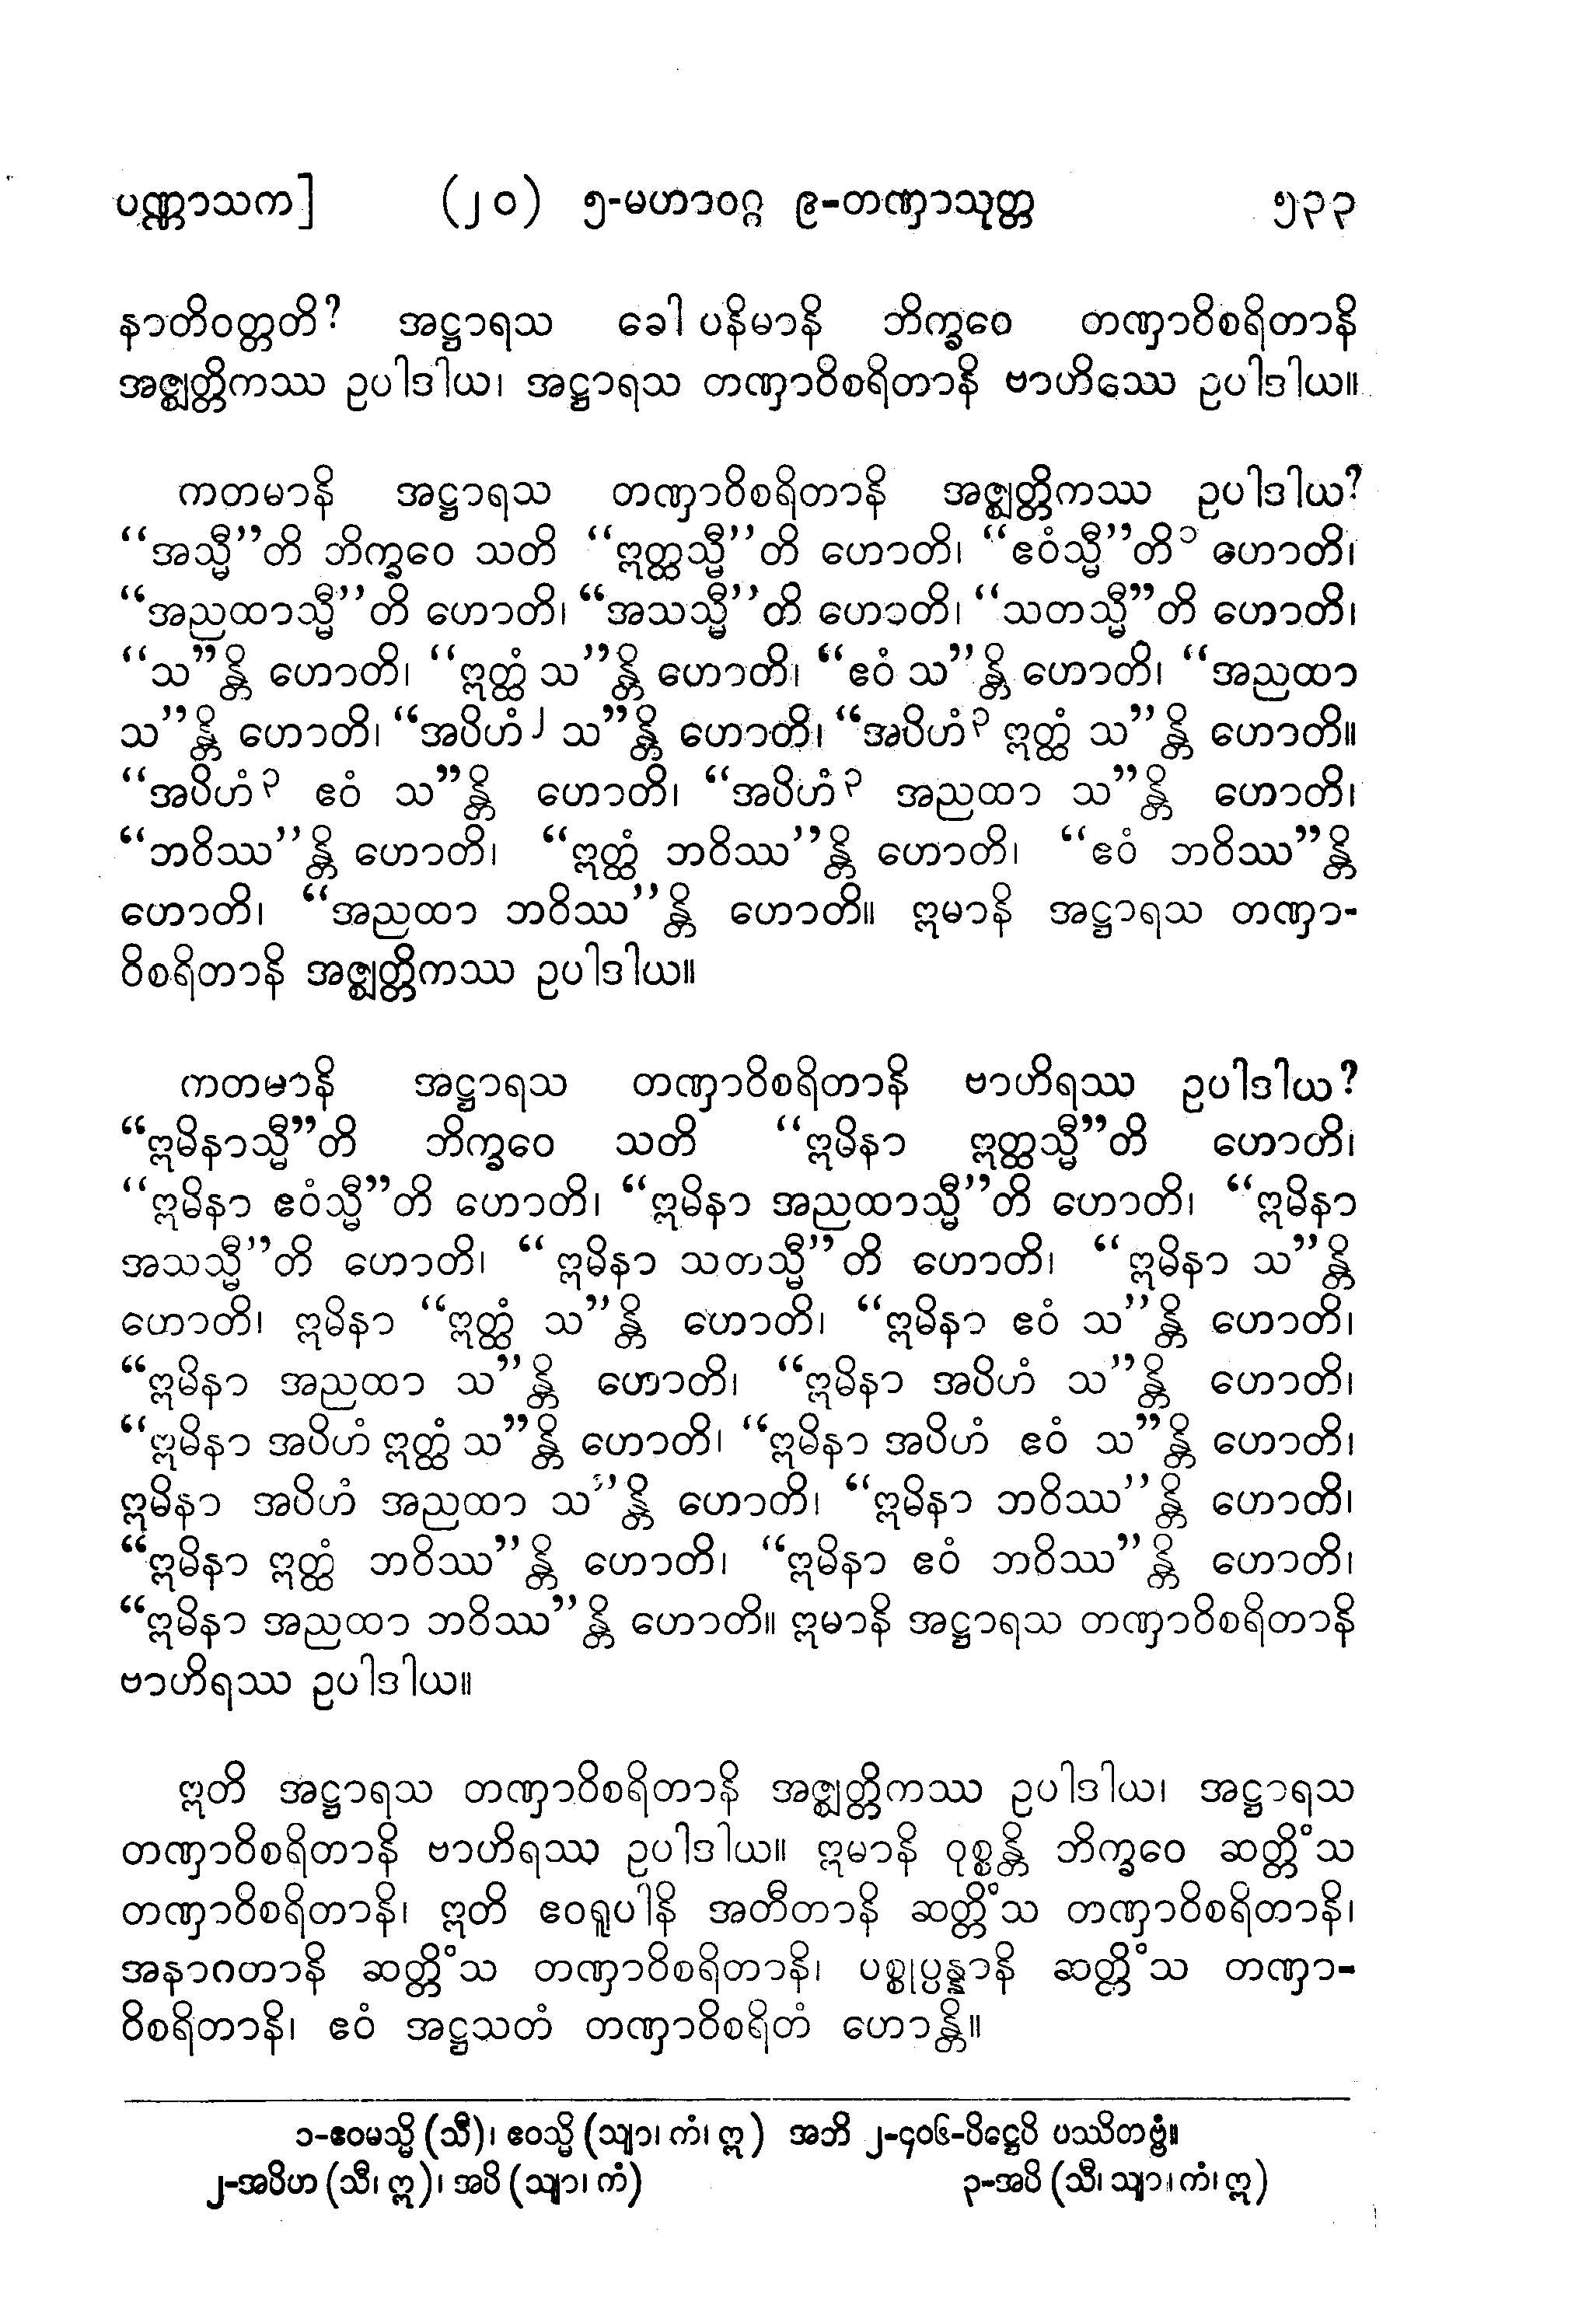 ပဏ္ဏာသက] (၂၀) ၅-မဟာဝဂ္ဂ ၉-တဏှာသုတ္တ ၅၃၃
နာတိဝတ္တတိ? အဋ္ဌာရသ ခေါ ပနိမာနိ ဘိက္ခဝေ တဏှာဝိစရိတာနိ
အဇ္ဈတ္တိကဿ ဥပါဒါယ၊ အဋ္ဌာရသ တဏှာဝိစရိတာနိ ဗာဟိဿေ ဥပါဒါယ။
ကတမာနိ အဋ္ဌာရသ တဏှာဝိစရိတာနိ အဇ္ဈတ္တိကဿ ဥပါဒါယ?
“အသ္မီ”တိ ဘိက္ခဝေ သတိ “ဣတ္ထသ္မီ”တိ ဟောတိ၊ “ဧဝံသ္မီ”တိ၁ ဟောတိ၊
“အညထာသ္မီ”တိ ဟောတိ၊ “အသသ္မီ”တိ ဟောတိ၊ “သတသ္မီ”တိ ဟောတိ၊
“သ”န္တိ ဟောတိ၊ “ဣတ္ထံ သ”န္တိ ဟောတိ၊ “ဧဝံ သ”န္တိ ဟောတိ၊ “အညထာ
သ”န္တိ ဟောတိ၊ “အပိဟံ၂ သ”န္တိ ဟောတိ၊ “အပိဟံ၃ ဣတ္ထံ သ”န္တိ ဟောတိ။
“အပိဟံ၃ ဧဝံ သ”န္တိ ဟောတိ၊ “အပိဟံ၃ အညထာ သ”န္တိ ဟောတိ၊
“ဘဝိဿ”န္တိ ဟောတိ၊ “ဣတ္ထံ ဘဝိဿ”န္တိ ဟောတိ၊ “ဧဝံ ဘဝိဿ”န္တိ
ဟောတိ၊ “အညထာ ဘဝိဿ”န္တိ ဟောတိ။ ဣမာနိ အဋ္ဌာရသ တဏှာ-
ဝိစရိတာနိ အဇ္ဈတ္တိကဿ ဥပါဒါယ။
ကတမာနိ အဋ္ဌာရသ တဏှာဝိစရိတာနိ ဗာဟိရဿ ဥပါဒါယ?
“ဣမိနာသ္မီ”တိ ဘိက္ခဝေ သတိ “ဣမိနာ ဣတ္ထသ္မီ”တိ ဟောတိ၊
“ဣမိနာ ဧဝံသ္မီ”တိ ဟောတိ၊ “ဣမိနာ အညထာသ္မီ”တိ ဟောတိ၊ “ဣမိနာ
အသသ္မီ”တိ ဟောတိ၊ “ဣမိနာ သတသ္မီ”တိ ဟောတိ၊ “ဣမိနာ သ”န္တိ
ဟောတိ၊ ဣမိနာ “ဣတ္ထံ သ”န္တိ ဟောတိ၊ “ဣမိနာ ဧဝံ သ”န္တိ ဟောတိ၊
“ဣမိနာ အညထာ သ”န္တိ ဟောတိ၊ “ဣမိနာ အပိဟံ သ”န္တိ ဟောတိ၊
“ဣမိနာ အပိဟံ ဣတ္ထံ သ”န္တိ ဟောတိ၊ “ဣမိနာ အပိဟံ ဧဝံ သ”န္တိ ဟောတိ၊
ဣမိနာ အပိဟံ အညထာ သ”န္တိ ဟောတိ၊ “ဣမိနာ ဘဝိဿ”န္တိ ဟောတိ၊
“ဣမိနာ ဣတ္ထံ ဘဝိဿ”န္တိ ဟောတိ၊ “ဣမိနာ ဧဝံ ဘဝိဿ”န္တိ ဟောတိ၊
“ဣမိနာ အညထာ ဘဝိဿ”န္တိ ဟောတိ။ ဣမာနိ အဋ္ဌာရသ တဏှာဝိစရိတာနိ
ဗာဟိရဿ ဥပါဒါယ။
ဣတိ အဋ္ဌာရသ တဏှာဝိစရိတာနိ အဇ္ဈတ္တိကဿ ဥပါဒါယ၊ အဋ္ဌာရသ
တဏှာဝိစရိတာနိ ဗာဟိရဿ ဥပါဒါယ။ ဣမာနိ ဝုစ္စန္တိ ဘိက္ခဝေ ဆတ္တိံသ
တဏှာဝိစရိတာနိ၊ ဣတိ ဧဝရူပါနိ အတီတာနိ ဆတ္တိံသ တဏှာဝိစရိတာနိ၊
အနာဂတာနိ ဆတ္တိံသ တဏှာဝိစရိတာနိ၊ ပစ္စုပ္ပန္နာနိ ဆတ္တိံသ တဏှာ-
ဝိစရိတာနိ၊ ဧဝံ အဋ္ဌသတံ တဏှာဝိစရိတံ ဟောန္တိ။
၁-ဧဝမသ္မိ (သီ)၊ ဧဝသ္မိ (သျာ၊ ကံ၊ ဣ) အဘိ ၂-၄၀၆-ပိဋ္ဌေပိ ပဿိတဗ္ဗံ။
၂-အပိဟ (သီ၊ ဣ)၊ အပိ (သျာ၊ ကံ) ၃-အပိ (သီ၊ သျာ၊ ကံ၊ ဣ)